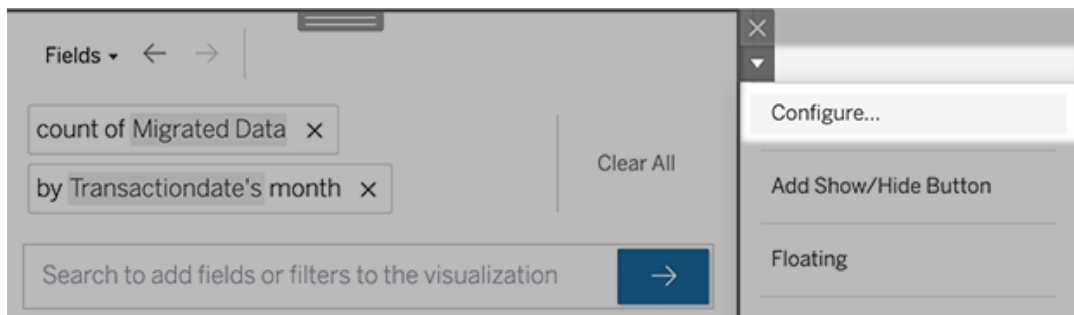 Fields
count of Migrated Data
by Transactiondate's month
Clear All
Search to add fields or filters to the visualization
Configure...
Add Show/Hide Button
Floating